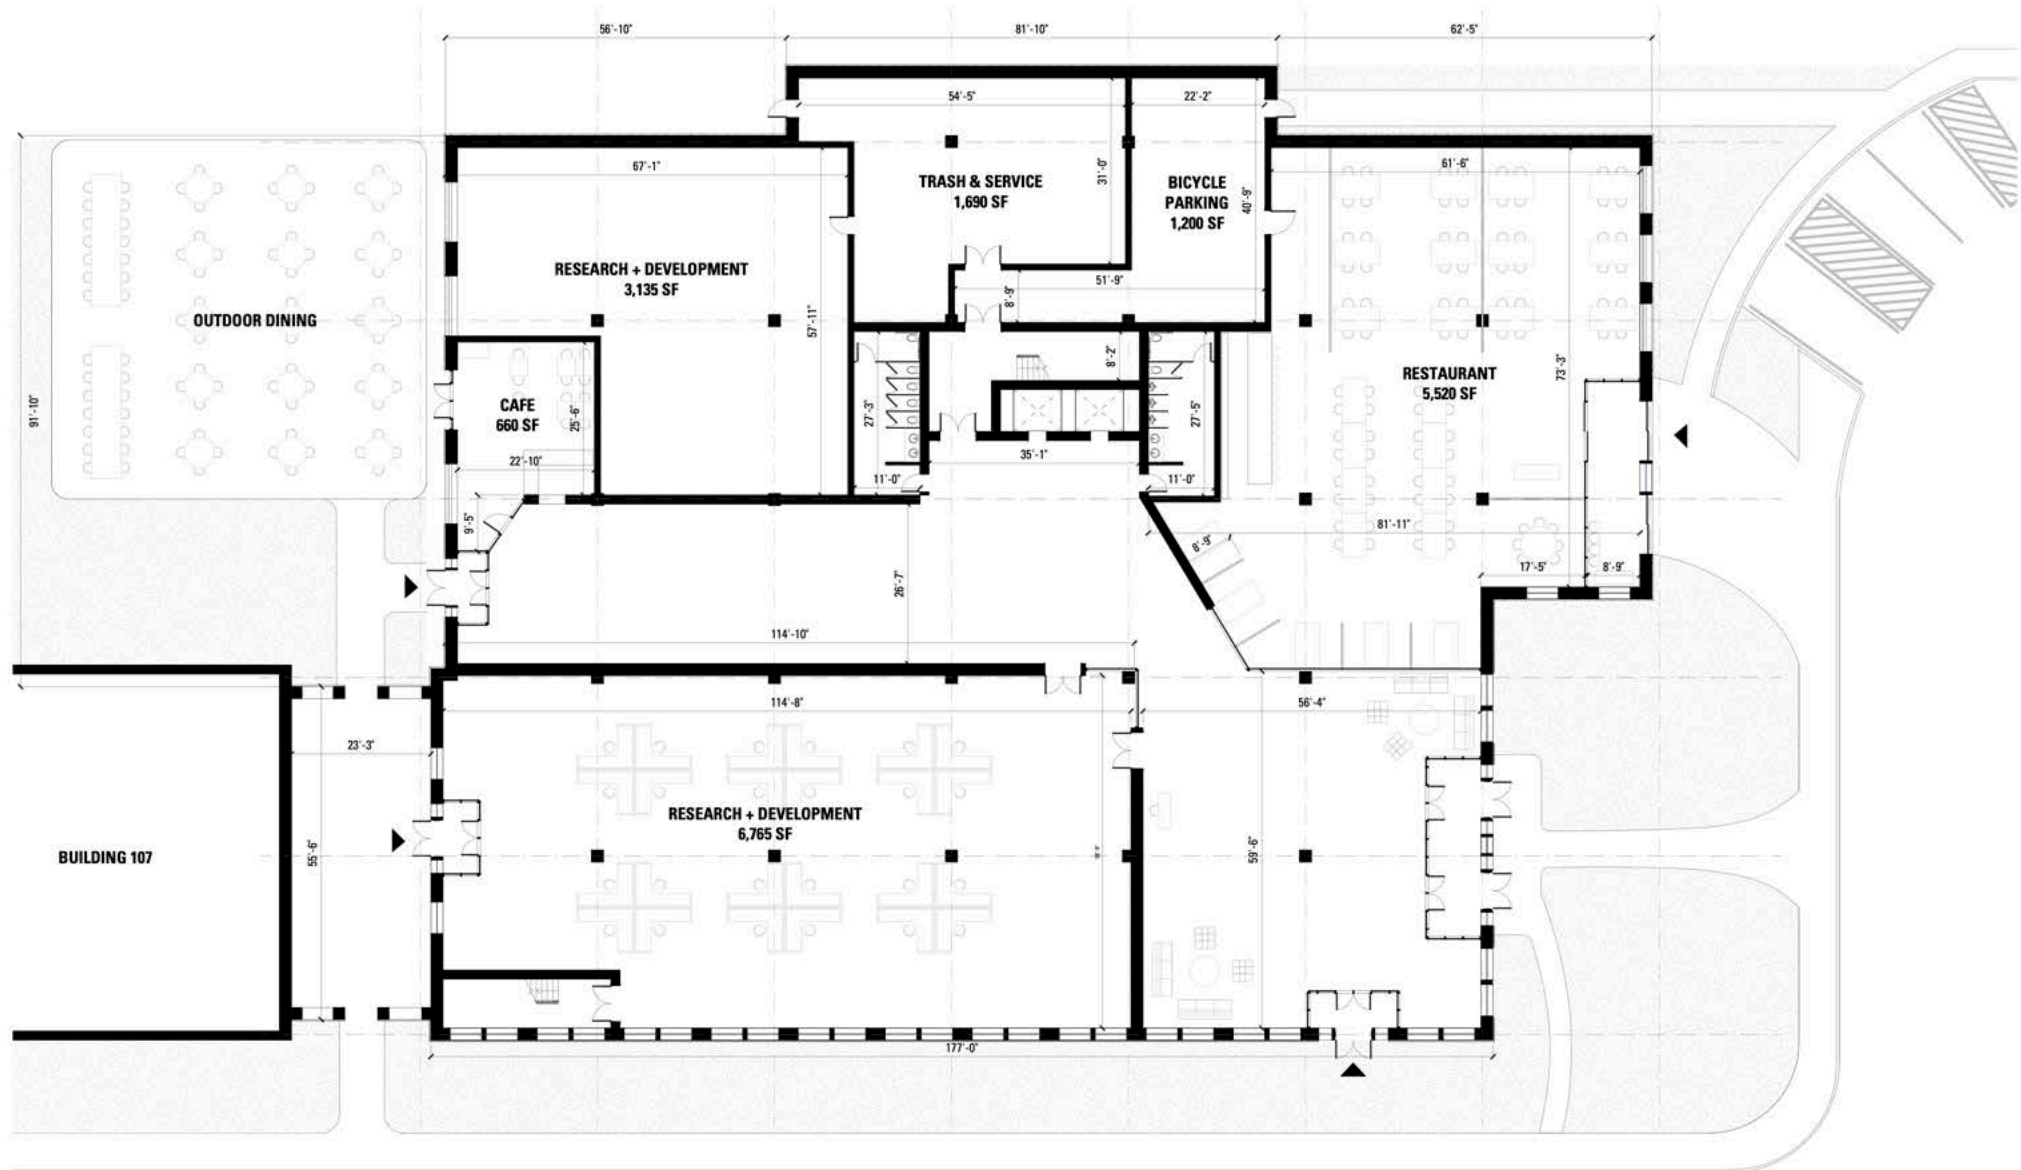 56'-10"
81'-10"
62'-5"
54'-5"
22'-2"
67'-1"
61'-6"
31'-0"
TRASH & SERVICE
1,690 SF
BICYCLE
PARKING
1,200 SF
40'-9"
RESEARCH + DEVELOPMENT
3,135 SF
51'-9"
8'-9"
OUTDOOR DINING
57'-11"
8'-2"
RESTAURANT
5,520 SF
73'-3"
91'-10"
CAFE
660 SF
25'-6"
27'-3"
27'-5"
22'-10"
35'-1"
11'-0"
11'-0"
9'-5"
81'-11"
8'-9"
17'-5"
8'-9"
26'-7"
114'-10"
114'-8"
56'-4"
23'-3"
RESEARCH + DEVELOPMENT
6,765 SF
BUILDING 107
55'-6"
59'-6"
177'-0"